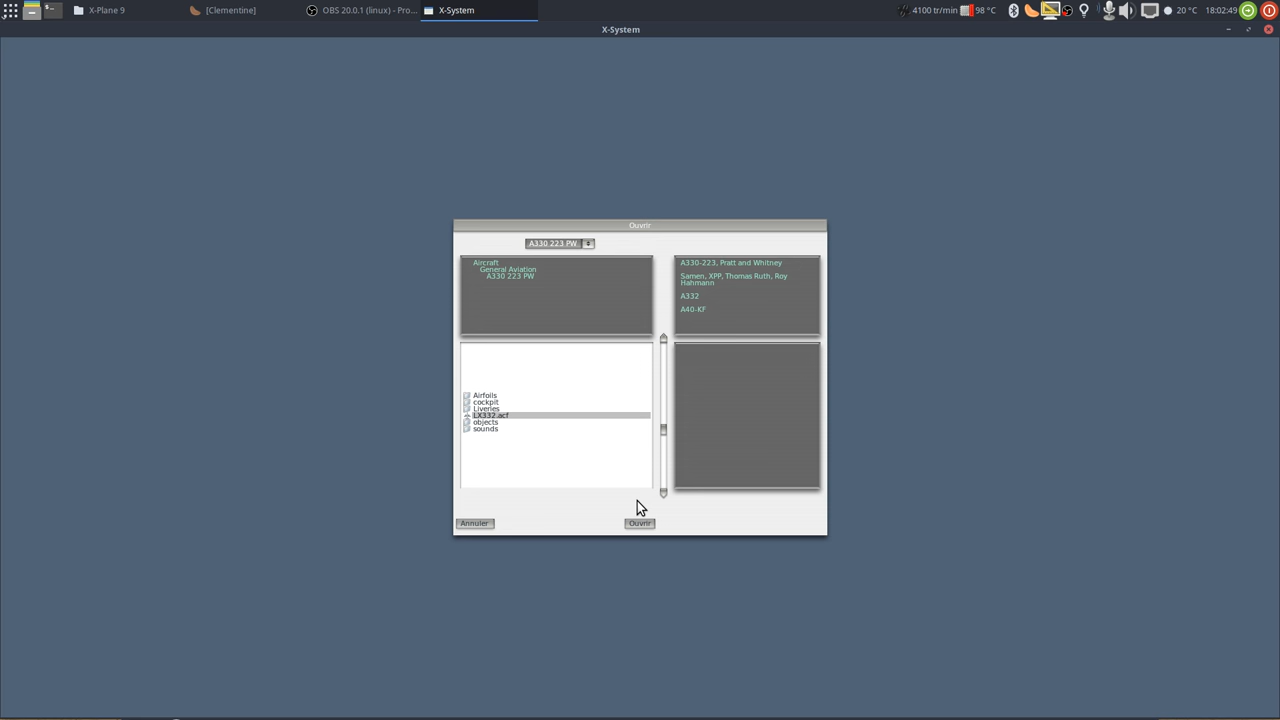 X-Plane 9
[Clementine]
OBS 20.0.1 (linux) - Pro...
X-System
4100 tr/min
98 °C
20 °C
18:02:49
X-System
Ouvrir
A330 223 PW
Aircraft
General Aviation
A330 223 PW
A330-223, Pratt and Whitney
Samen, XPP, Thomas Ruth, Roy
Hahmann
A332
A40-KF
Airfoils
cockpit
Liveries
LX332.acf
objects
sounds
Annuler
Ouvrir